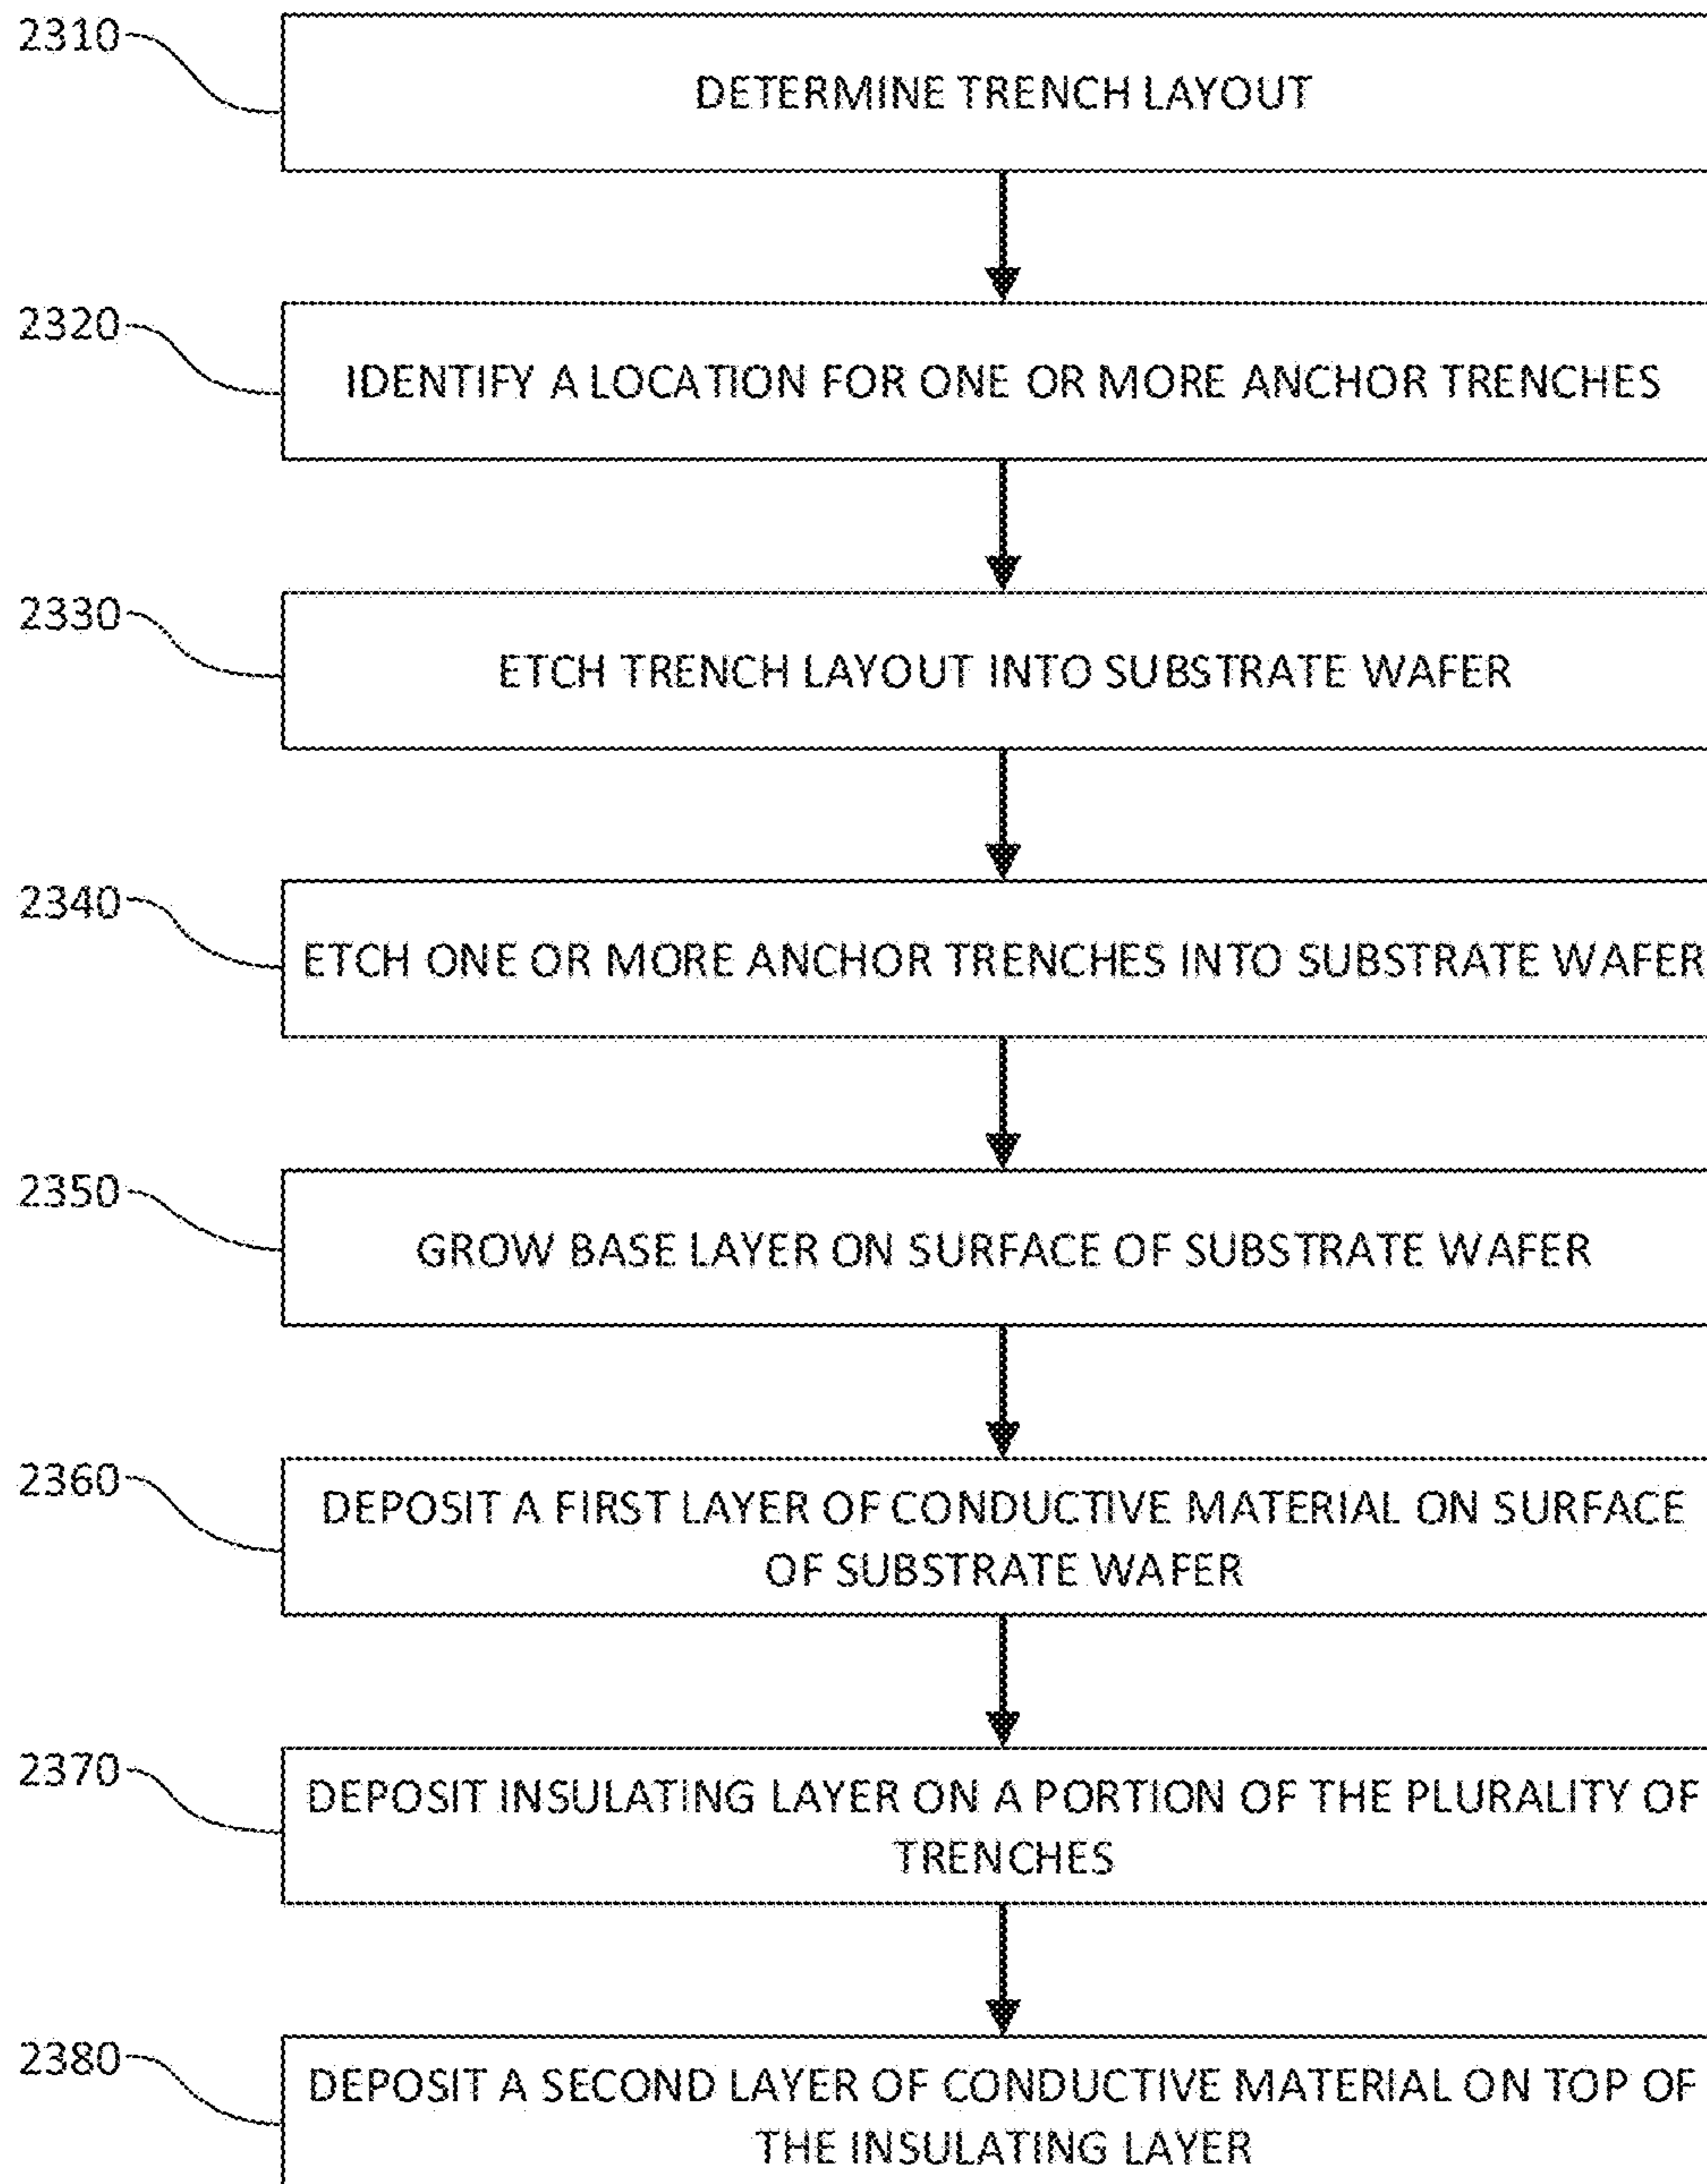 2310
DETERMINE TRENCH LAYOUT
2320
IDENTIFY A LOCATION FOR ONE OR MORE ANCHOR TRENCHES
2330
ETCH TRENCH LAYOUT INTO SUBSTRATE WAFER
2340
ETCH ONE OR MORE ANCHOR TRENCHES INTO SUBSTRATE WAFER
2350
GROW BASE LAYER ON SURFACE OF SUBSTRATE WAFER
2360
DEPOSIT A FIRST LAYER OF CONDUCTIVE MATERIAL ON SURFACE
OF SUBSTRATE WAFER
2370
DEPOSIT INSULATING LAYER ON A PORTION OF THE PLURALITY OF
TRENCHES
2380
DEPOSIT A SECOND LAYER OF CONDUCTIVE MATERIAL ON TOP OF
THE INSULATING LAYER